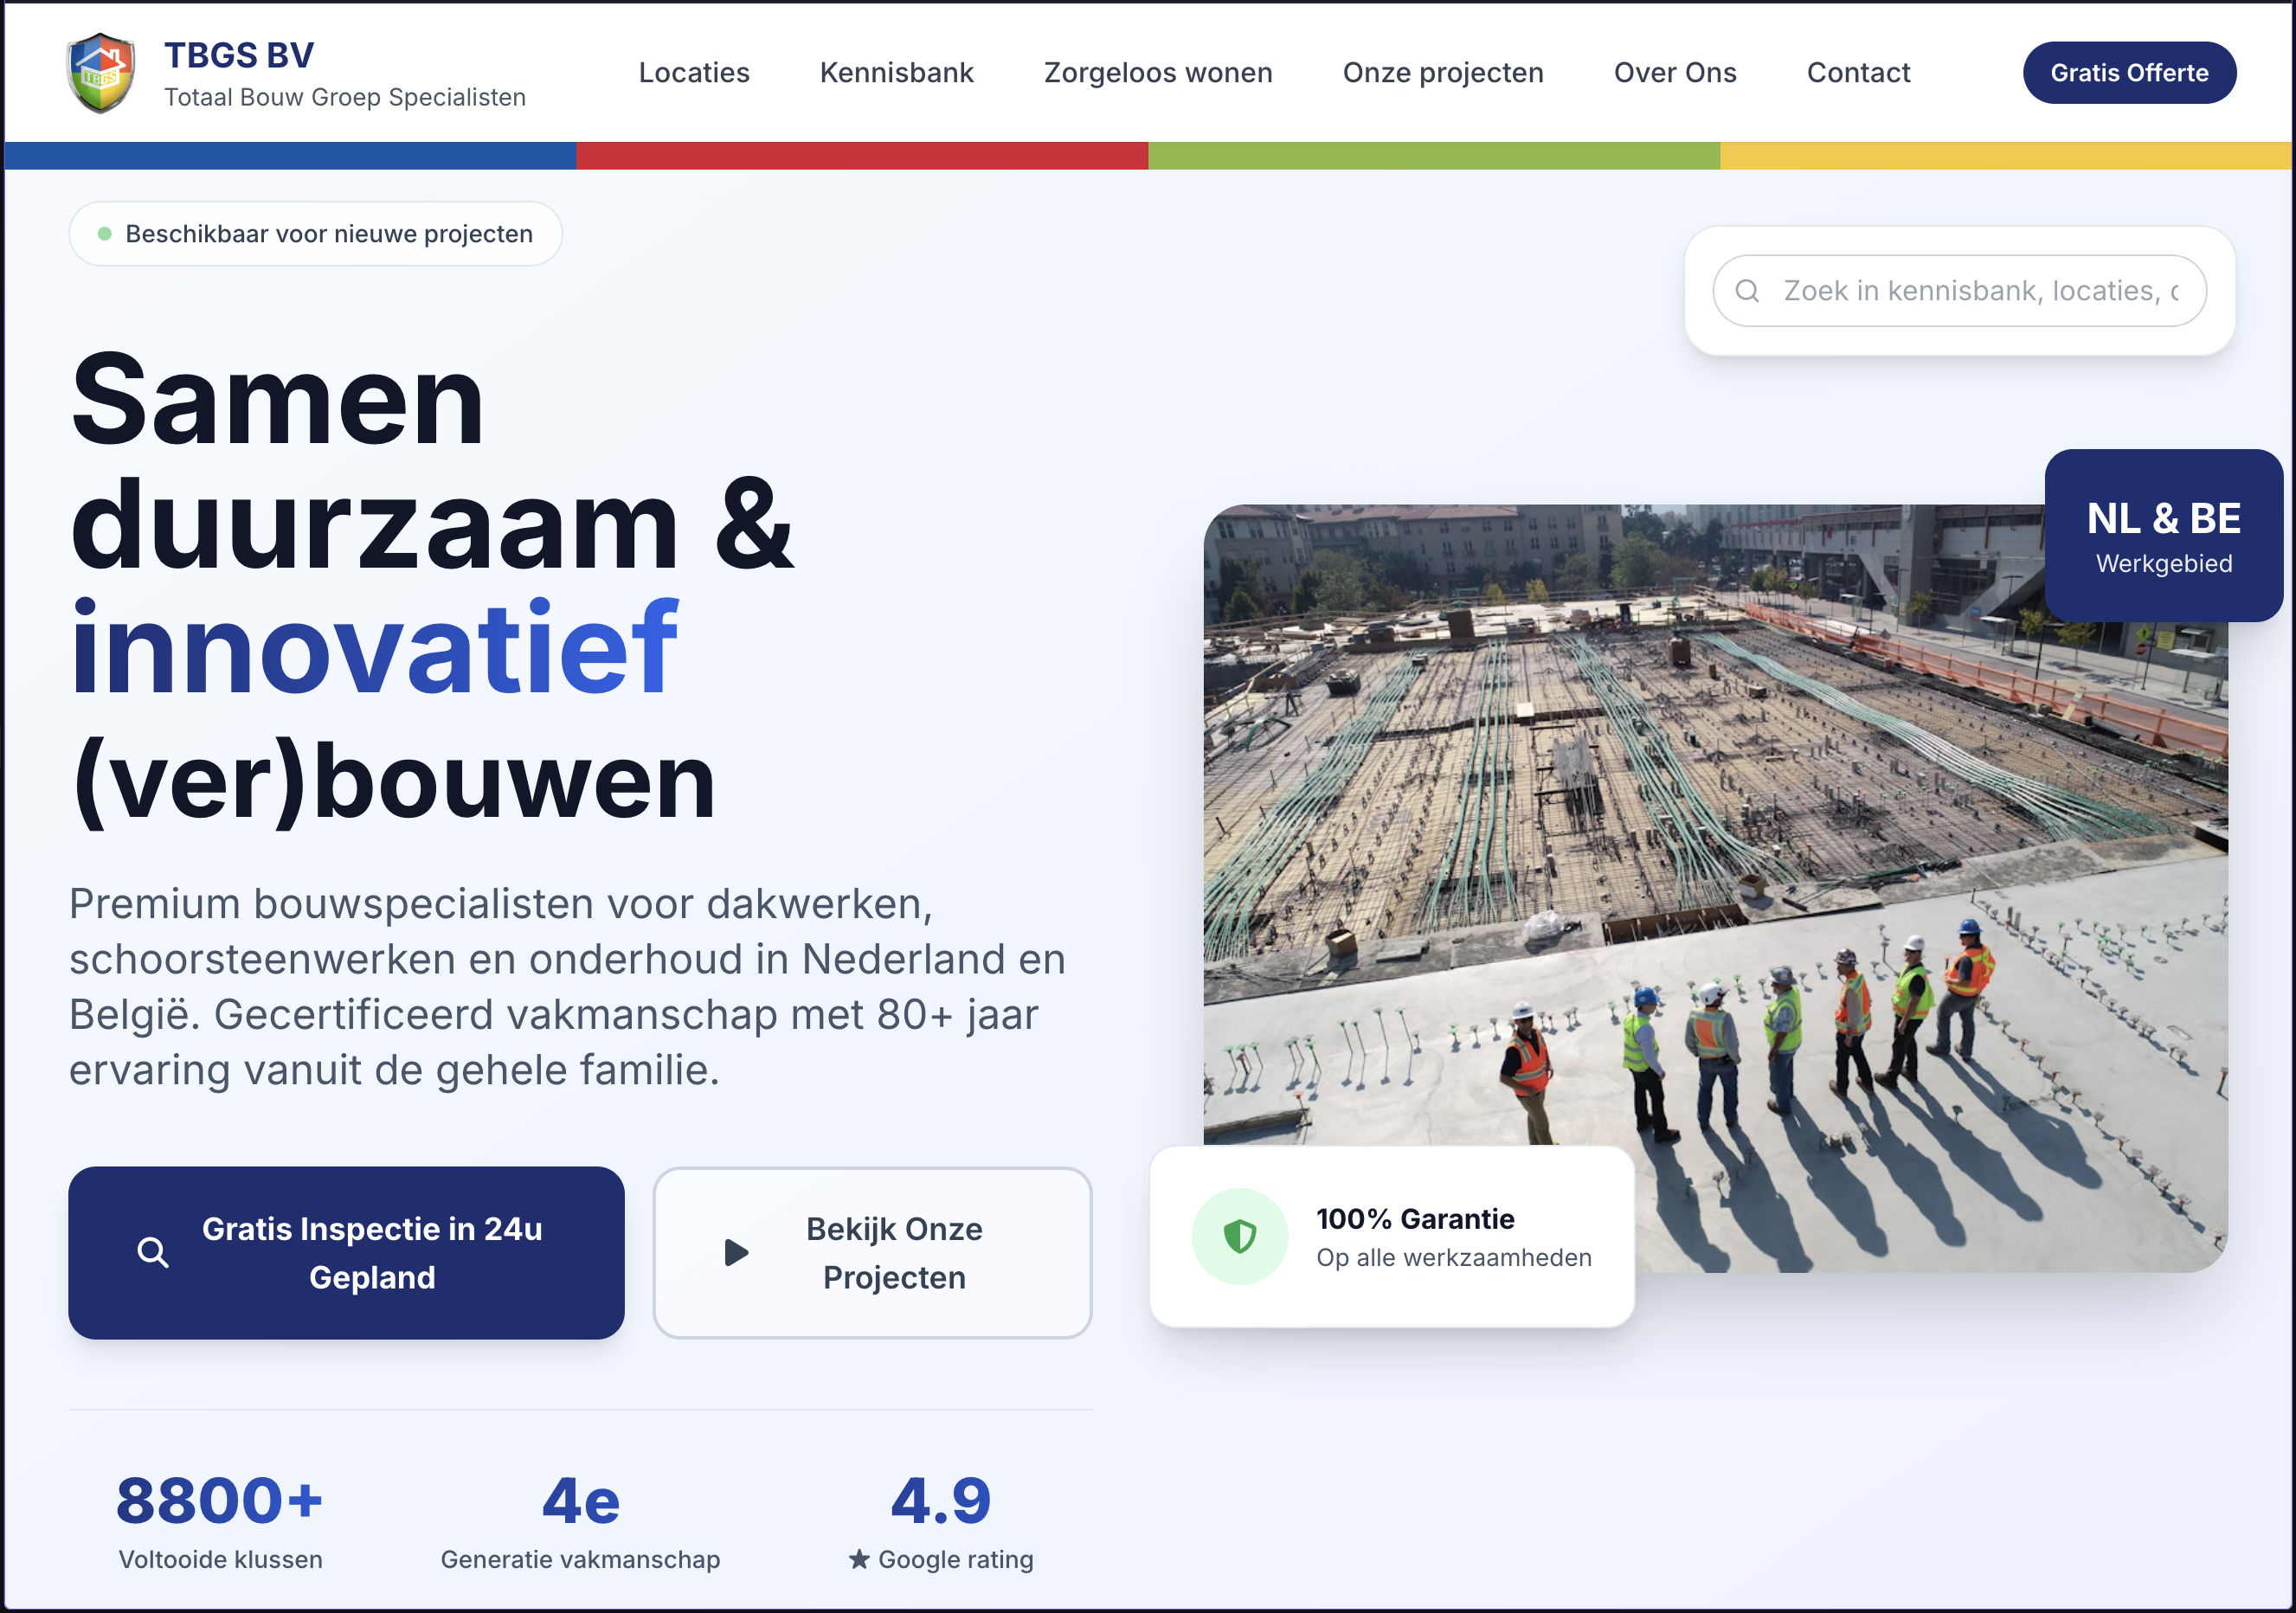 TBGS
TBGS BV
Totaal Bouw Groep Specialisten
Locaties
Kennisbank
Zorgeloos wonen
Onze projecten
Over Ons
Contact
Gratis Offerte
Beschikbaar voor nieuwe projecten
Zoek in kennisbank, locaties,
Samen
duurzaam &
innovatief
(ver)bouwen
NL & BE
Werkgebied
Premium bouwspecialisten voor dakwerken,
schoorsteenwerken en onderhoud in Nederland en
België. Gecertificeerd vakmanschap met 80+ jaar
ervaring vanuit de gehele familie.
Gratis Inspectie in 24u
Gepland
Bekijk Onze
Projecten
100% Garantie
Op alle werkzaamheden
8800+
Voltooide klussen
4e
Generatie vakmanschap
4.9
★ Google rating